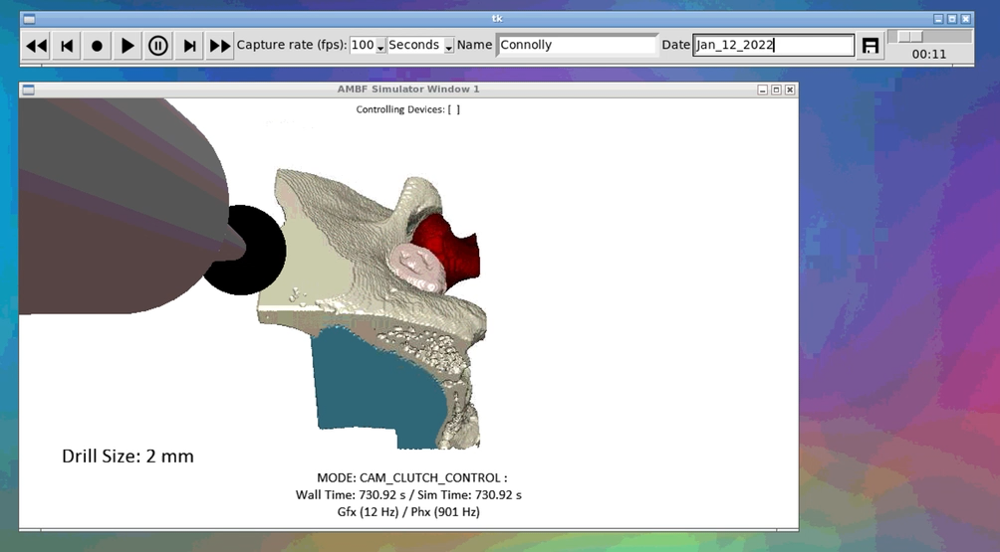 tk
Capture rate (fps): 100 Seconds Name Connolly Date Jan_12_2022
00:11
AMBF Simulator Window 1
Controlling Devices: [ ]
Drill Size: 2 mm
MODE: CAM_CLUTCH_CONTROL :
Wall Time: 730.92 s / Sim Time: 730.92 s
Gfx (12 Hz) / Phx (901 Hz)